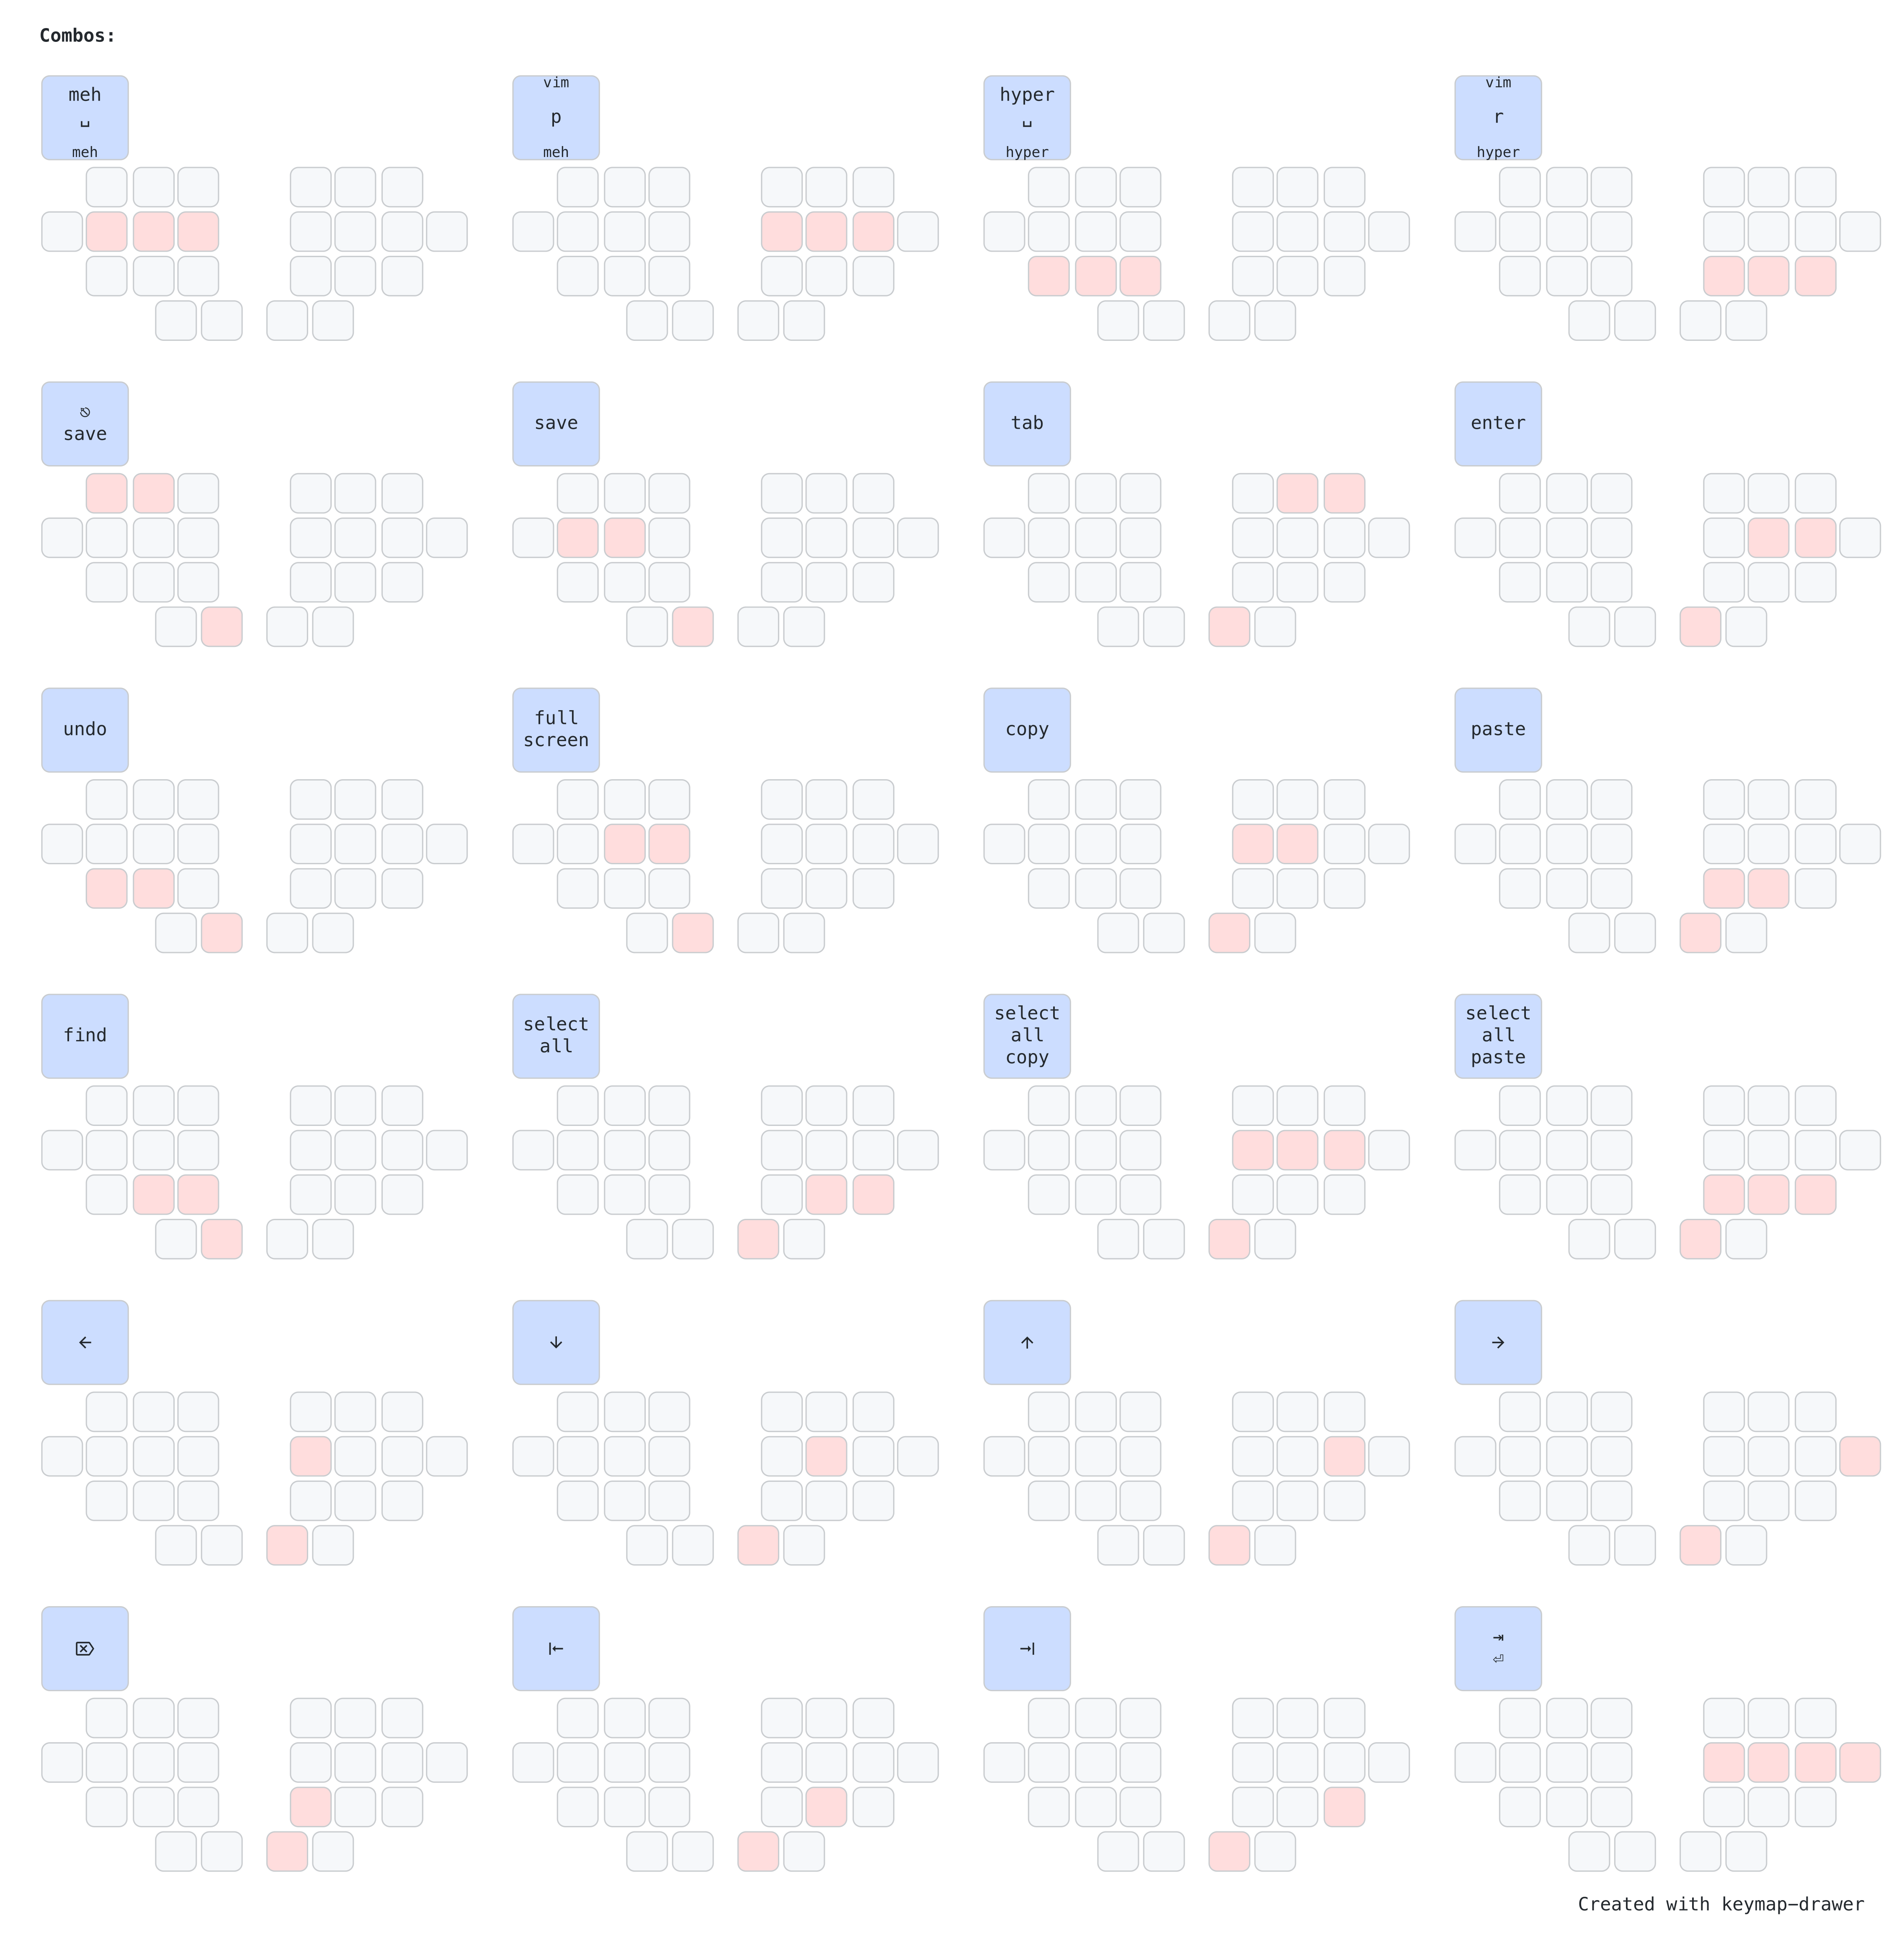 Combos:
meh
␣
meh
vim
p
meh
hyper
␣
hyper
vim
r
hyper
⎋
save
save
tab
enter
undo
full
screen
copy
paste
find
select
all
select
all
copy
select
all
paste
←
↓
↑
→
⌦
⇤
⇥
⇥
⏎
Created with keymap-drawer